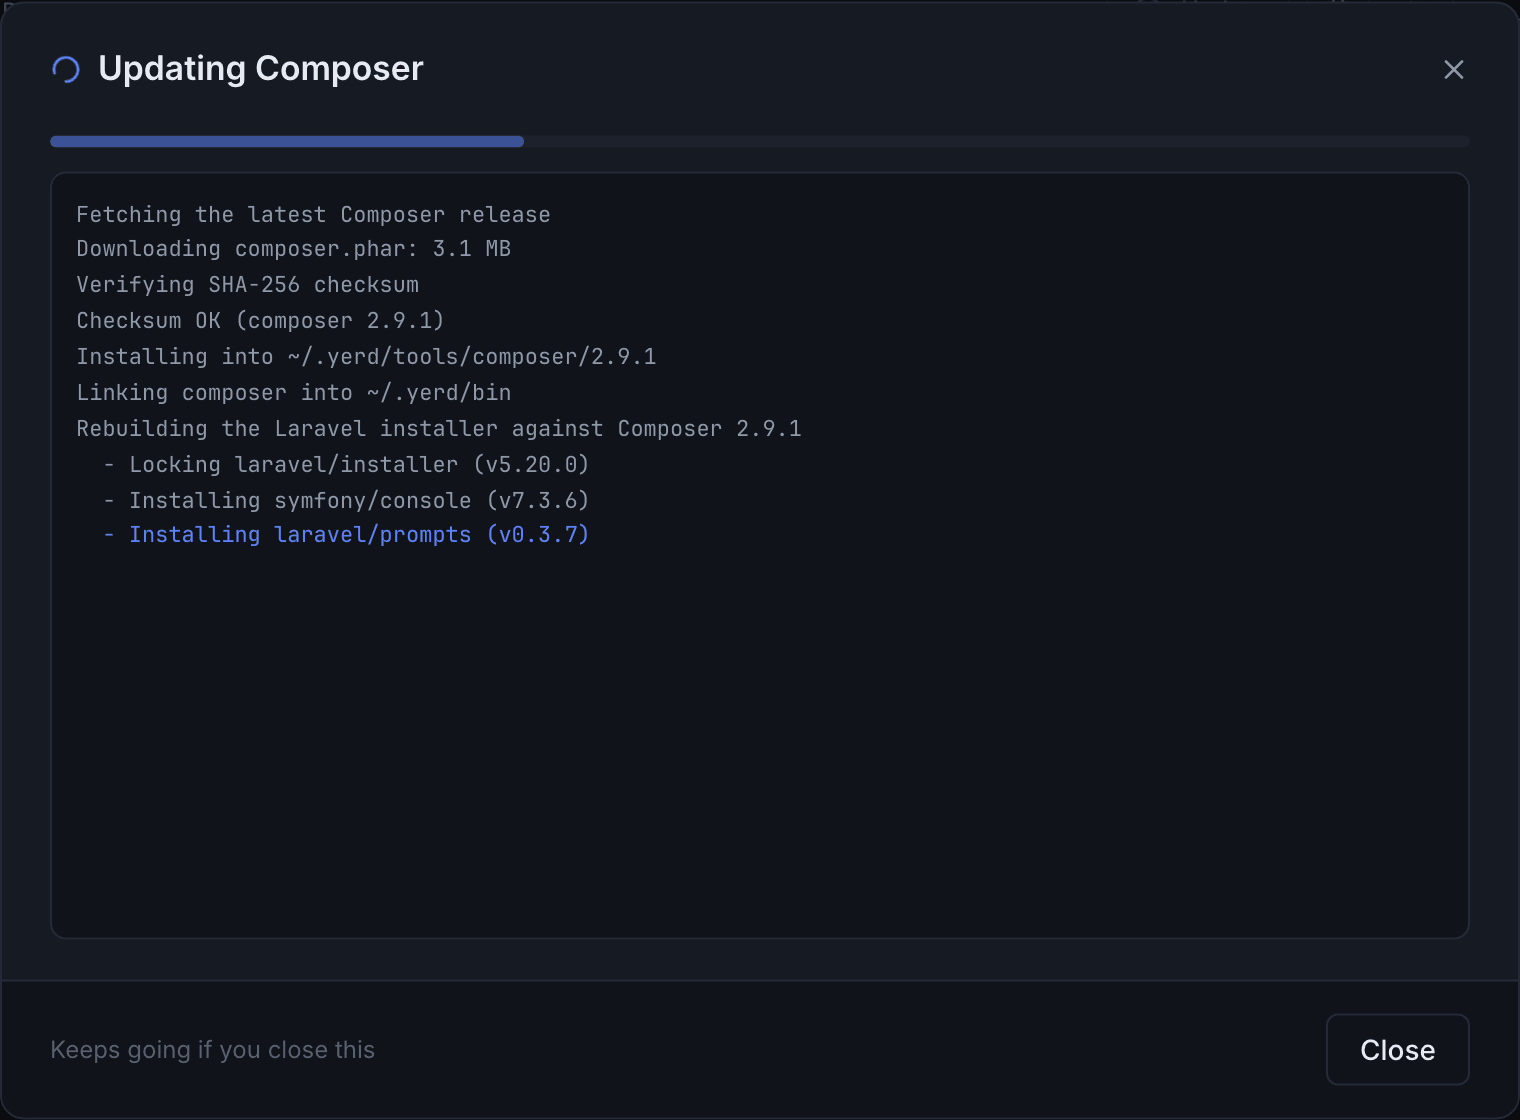 Updating Composer
Fetching the latest Composer release
Downloading composer.phar: 3.1 MB
Verifying SHA-256 checksum
Checksum OK (composer 2.9.1)
Installing into ~/.yerd/tools/composer/2.9.1
Linking composer into ~/.yerd/bin
Rebuilding the Laravel installer against Composer 2.9.1
  - Locking laravel/installer (v5.20.0)
  - Installing symfony/console (v7.3.6)
  - Installing laravel/prompts (v0.3.7)
Keeps going if you close this
Close